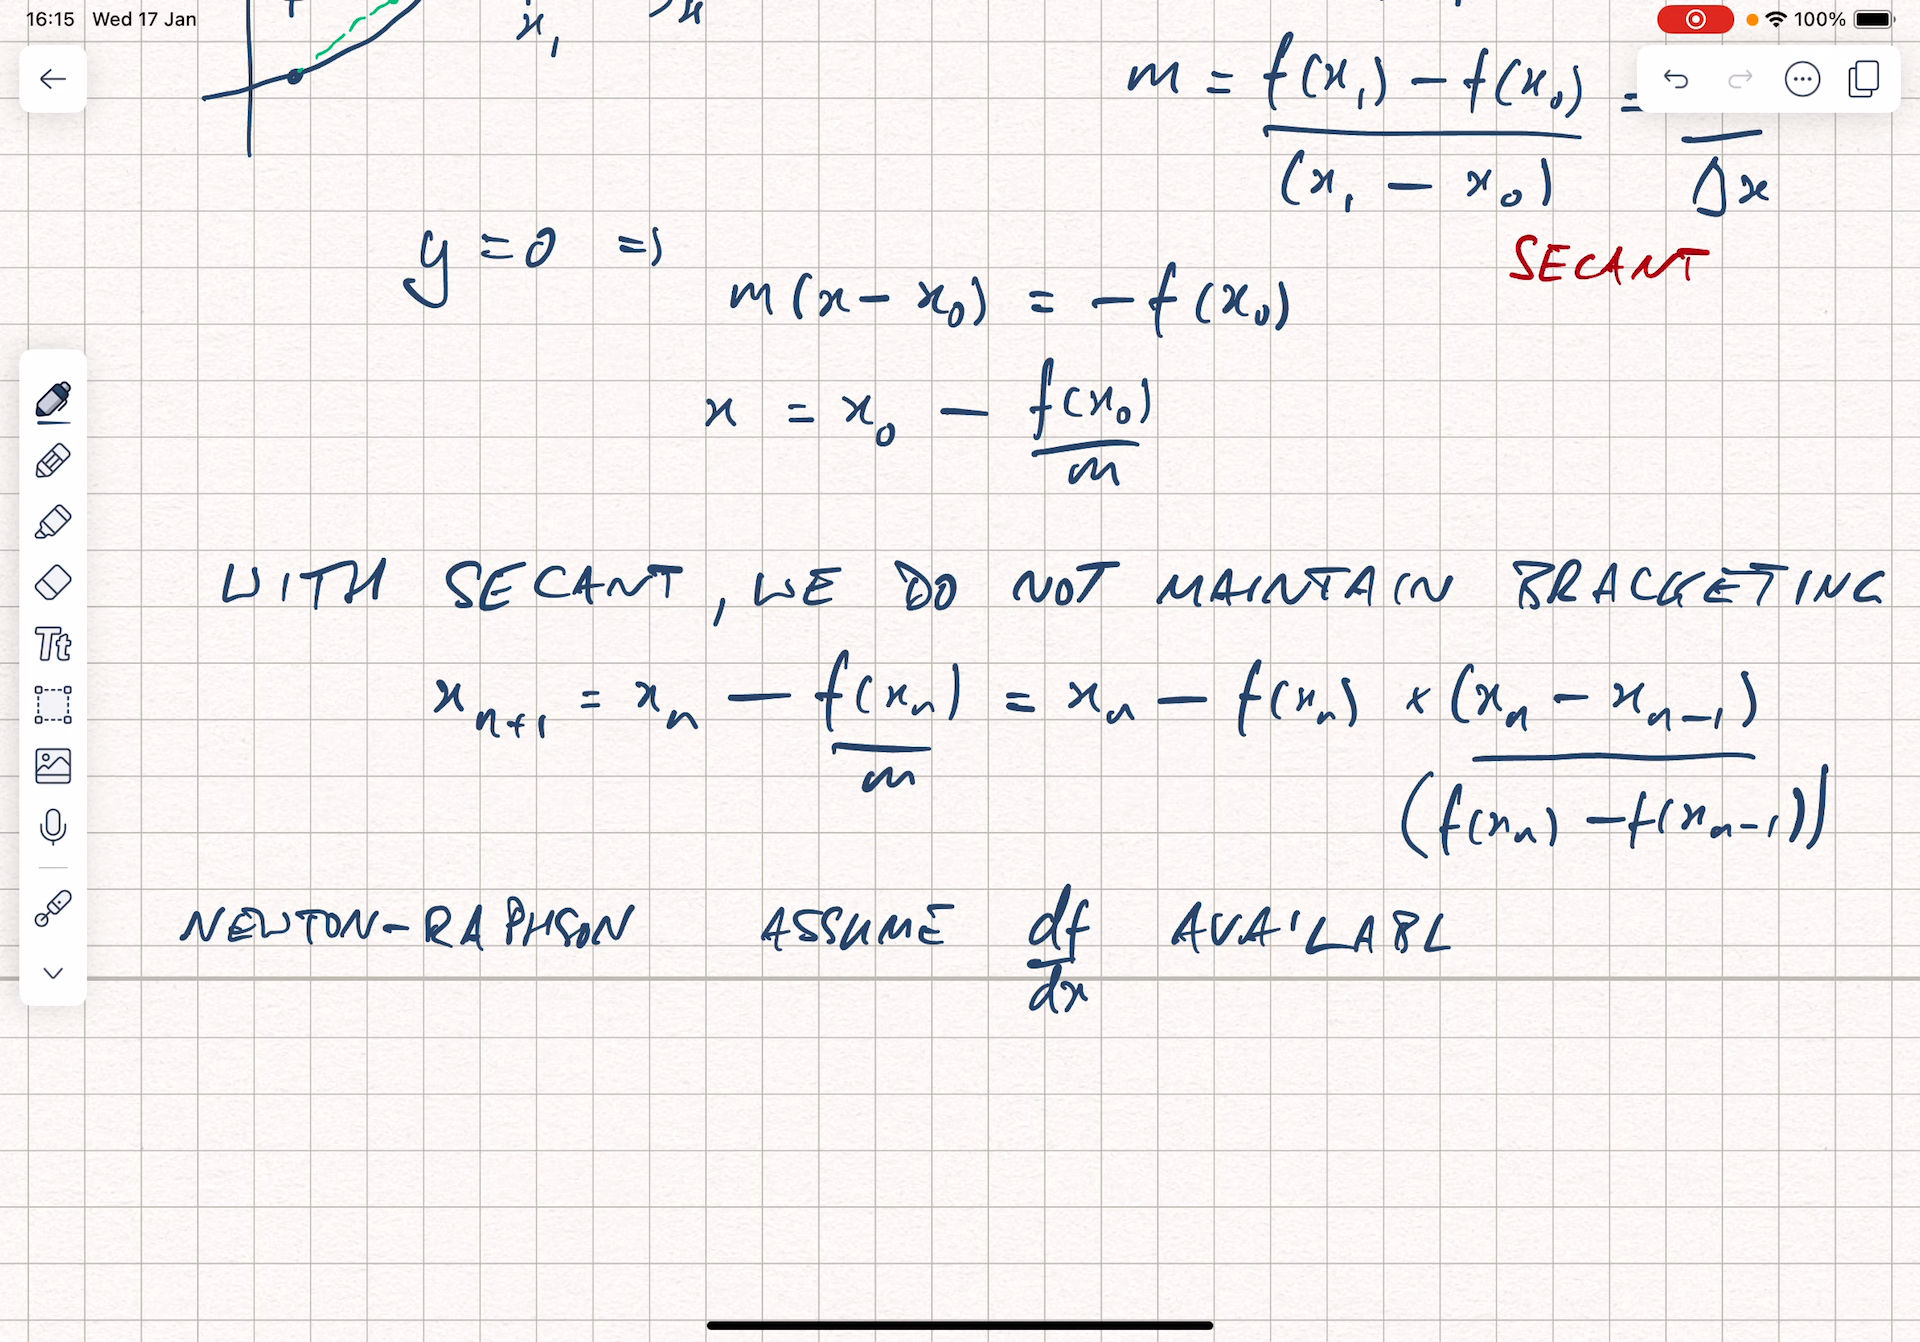 16:15 Wed 17 Jan 100%
x₁ x
m = f(x₁) - f(x₀) / (x₁ - x₀) = / Δx
SECANT
y = 0 =>
m(x - x₀) = -f(x₀)
x = x₀ - f(x₀) / m
WITH SECANT, WE DO NOT MAINTAIN BRACKETING
xₙ₊₁ = xₙ - f(xₙ) / m = xₙ - f(xₙ) × (xₙ - xₙ₋₁) / (f(xₙ) - f(xₙ₋₁))
NEWTON-RAPHSON ASSUME df/dx AVAILABL
Tt